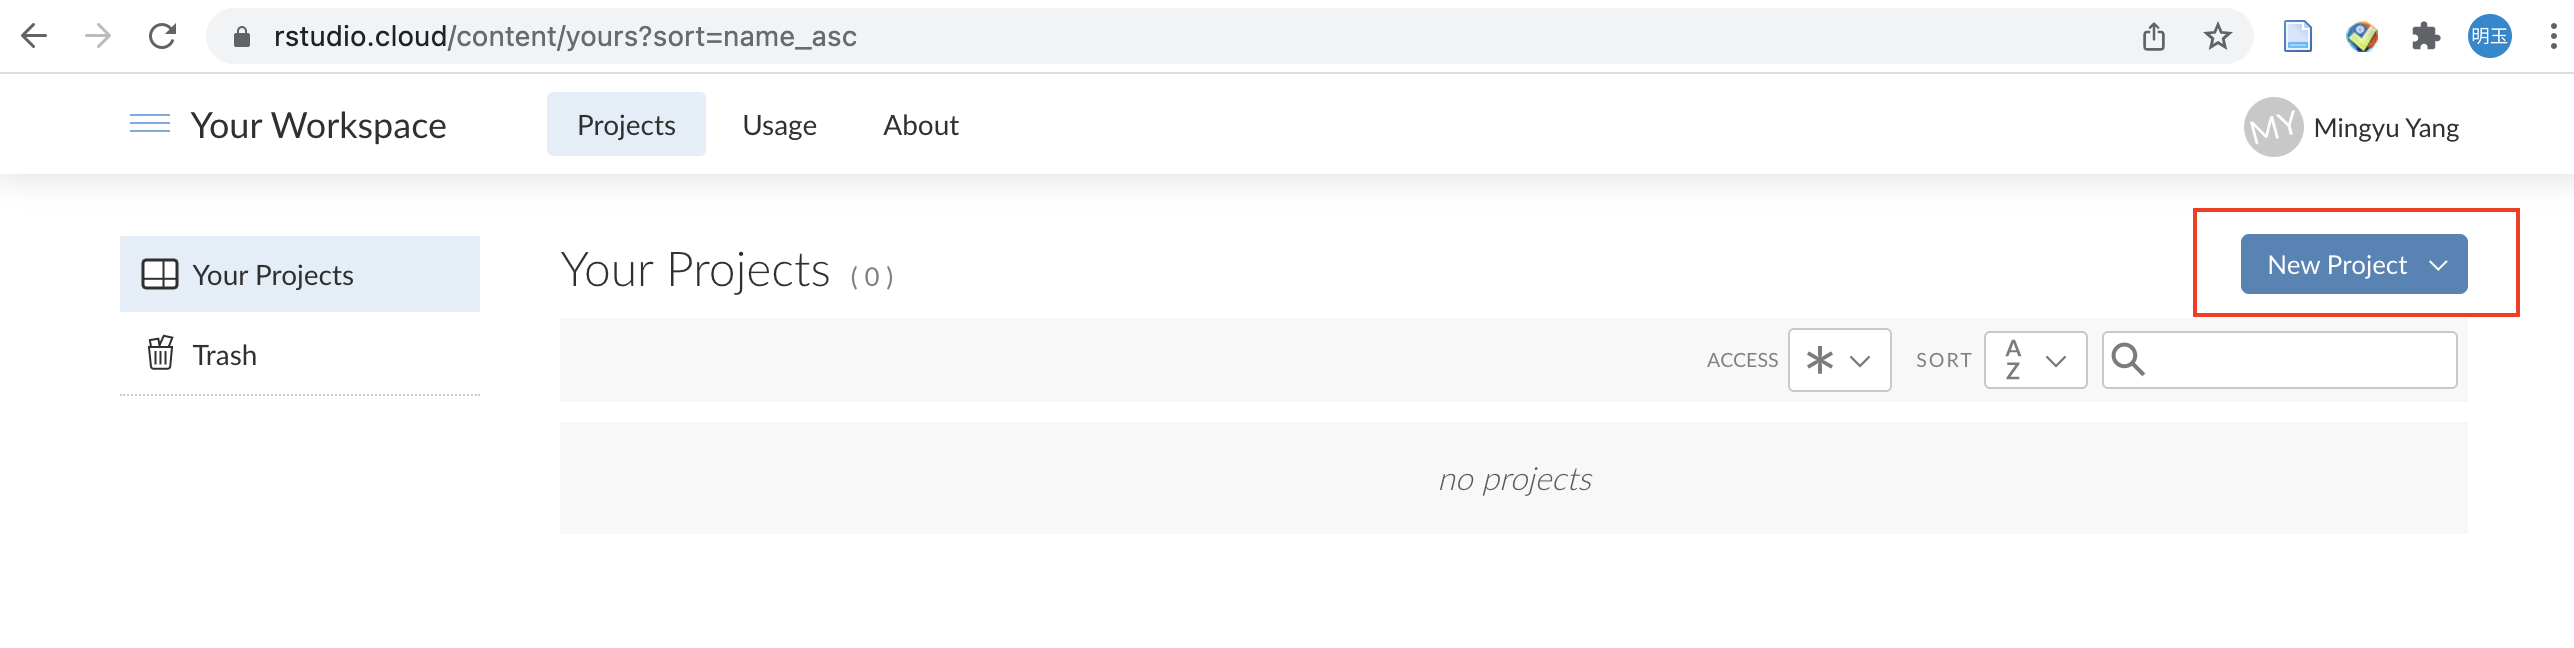 rstudio.cloud/content/yours?sort=name_asc
明玉
Your Workspace
Projects
Usage
About
MY
Mingyu Yang
Your Projects
Trash
Your Projects (0)
New Project
ACCESS
SORT
A
Z
no projects